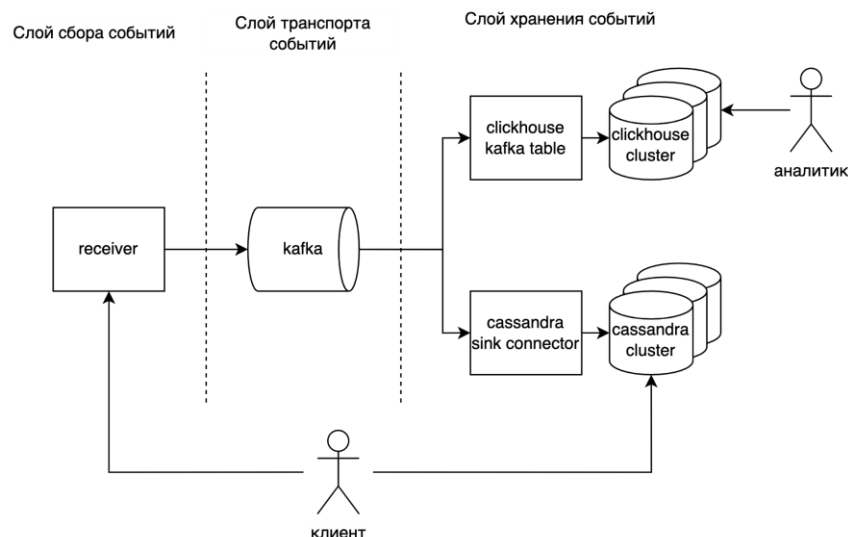 Слой сбора событий
Слой транспорта
событий
Слой хранения событий
clickhouse
kafka table
clickhouse
cluster
аналитик
receiver
kafka
cassandra
sink connector
cassandra
cluster
клиент